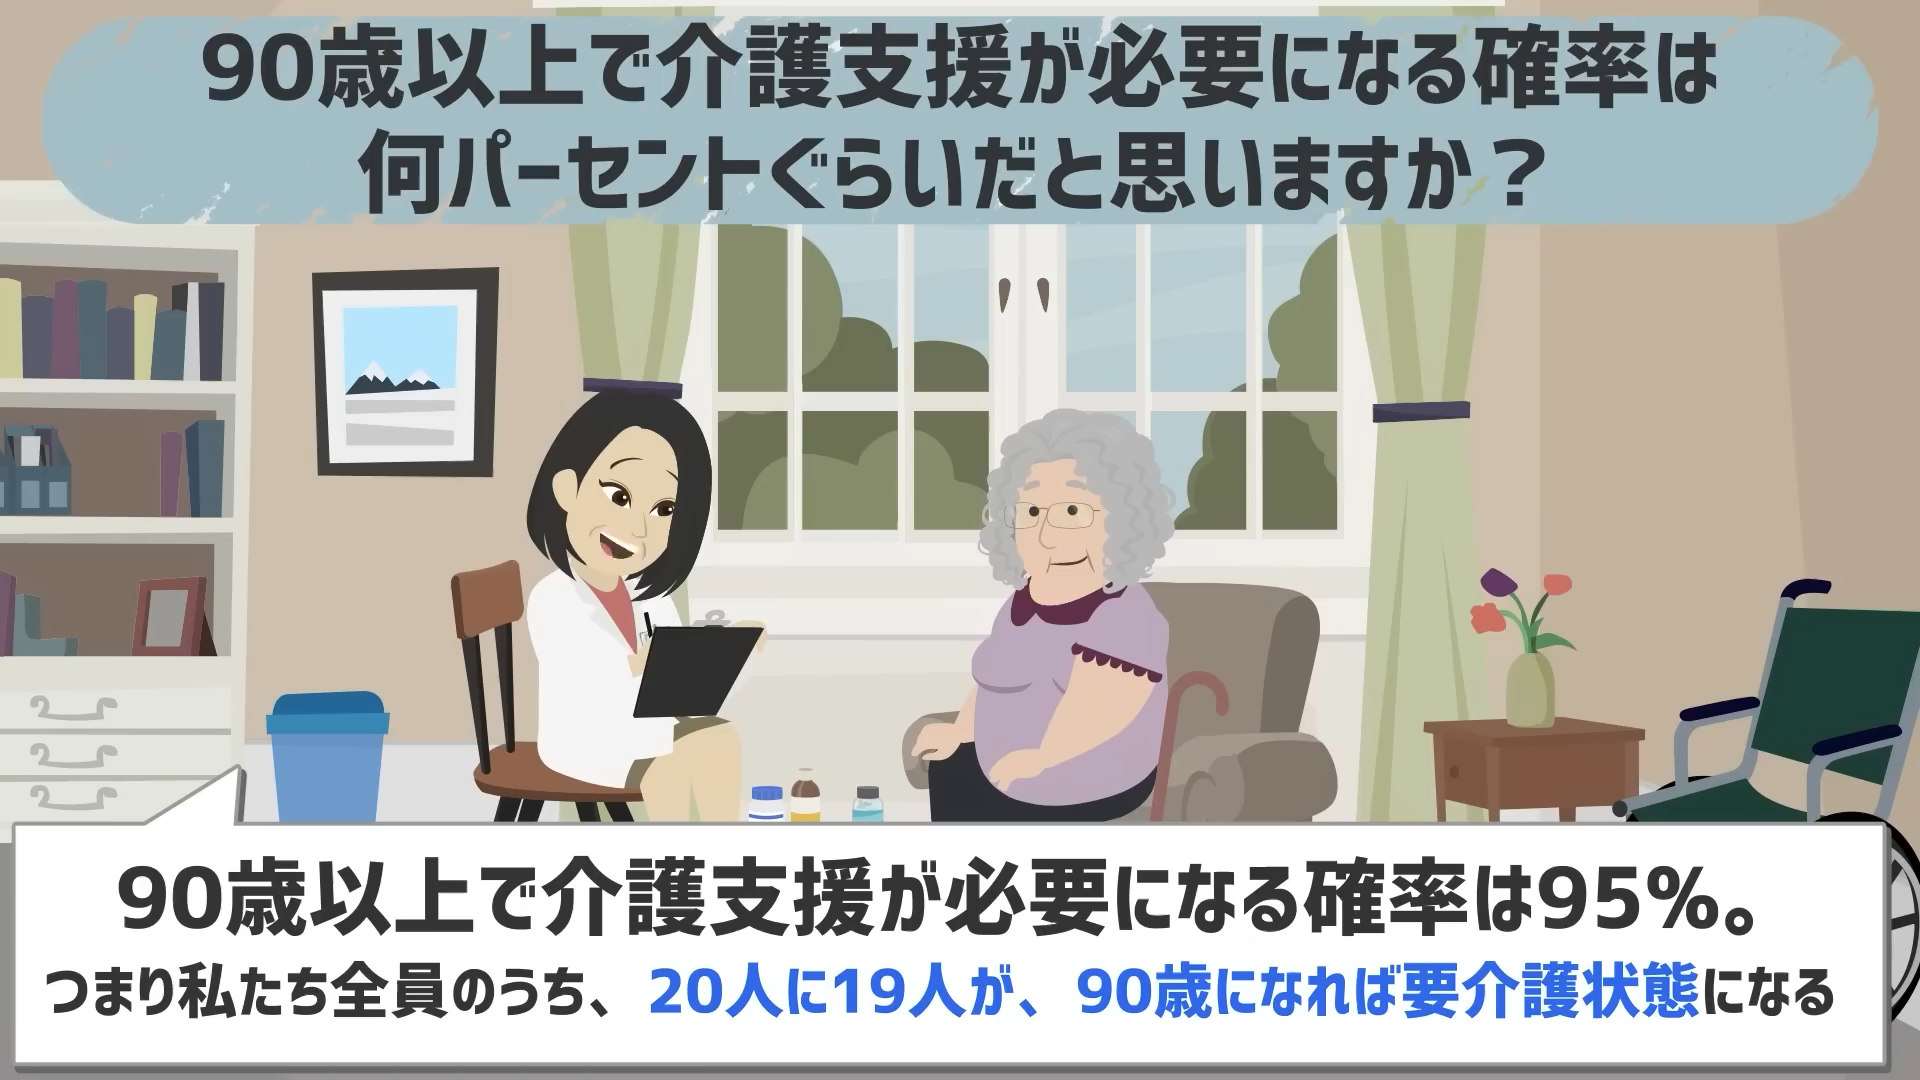 90歳以上で介護支援が必要になる確率は
何パーセントぐらいだと思いますか？
90歳以上で介護支援が必要になる確率は95%。
つまり私たち全員のうち、20人に19人が、90歳になれば要介護状態になる